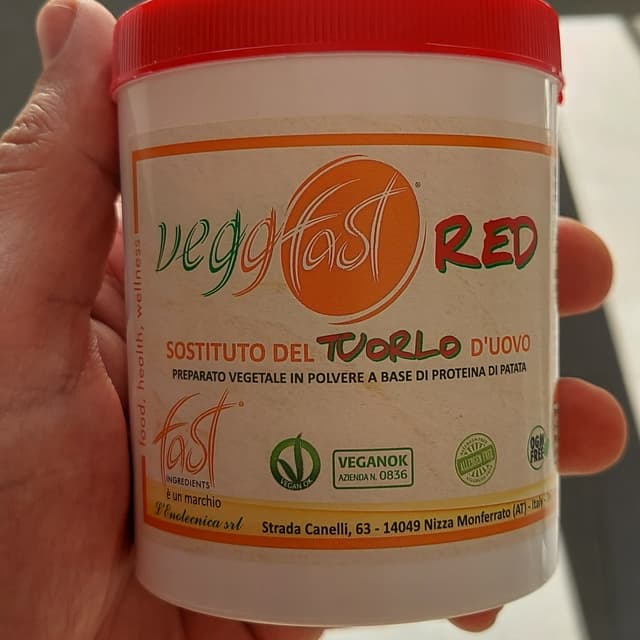 food, health, wellness
veggfast® RED
SOSTITUTO DEL TUORLO D'UOVO
PREPARATO VEGETALE IN POLVERE A BASE DI PROTEINA DI PATATA
fast®
INGREDIENTS
è un marchio
L'Enotecnica srl
VEGAN OK
VEGANOK
AZIENDA N. 0836
ALLERGEN FREE
OGM
FREE
Strada Canelli, 63 - 14049 Nizza Monferrato (AT) -